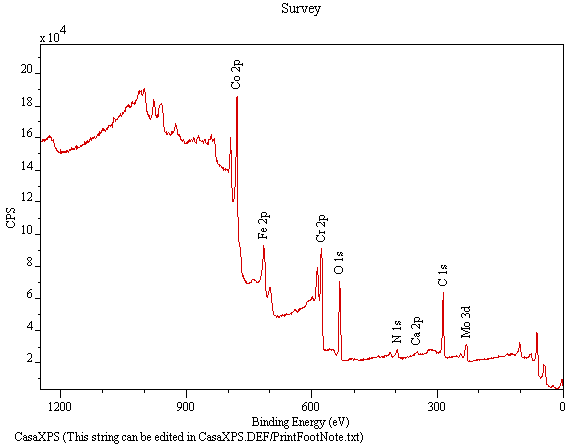 Survey
x 10^4
20
18
16
14
12
10
8
6
4
2
CPS
Co 2p
Fe 2p
Cr 2p
O 1s
N 1s
Ca 2p
C 1s
Mo 3d
1200 900 600 300 0
Binding Energy (eV)
CasaXPS (This string can be edited in CasaXPS.DEF/PrintFootNote.txt)